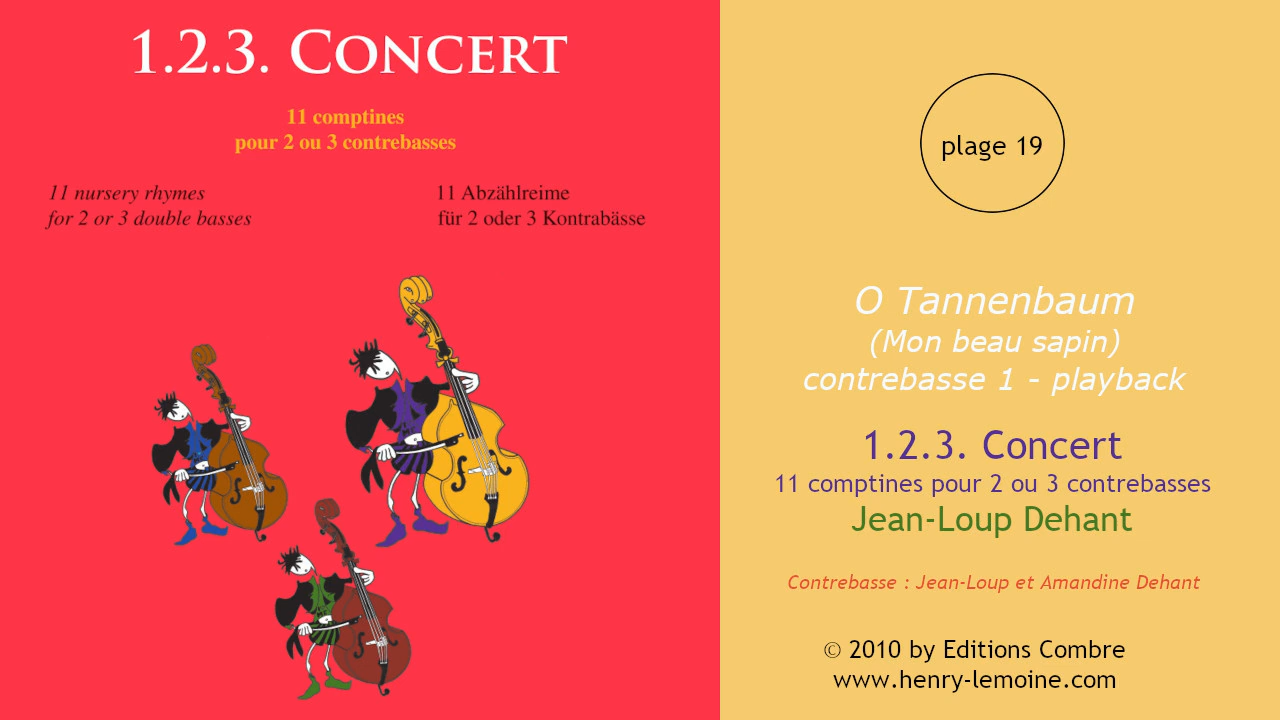 1.2.3. CONCERT
11 comptines
pour 2 ou 3 contrebasses
11 nursery rhymes
for 2 or 3 double basses
11 Abzählreime
für 2 oder 3 Kontrabässe
plage 19
O Tannenbaum
(Mon beau sapin)
contrebasse 1 - playback
1.2.3. Concert
11 comptines pour 2 ou 3 contrebasses
Jean-Loup Dehant
Contrebasse : Jean-Loup et Amandine Dehant
© 2010 by Editions Combre
www.henry-lemoine.com